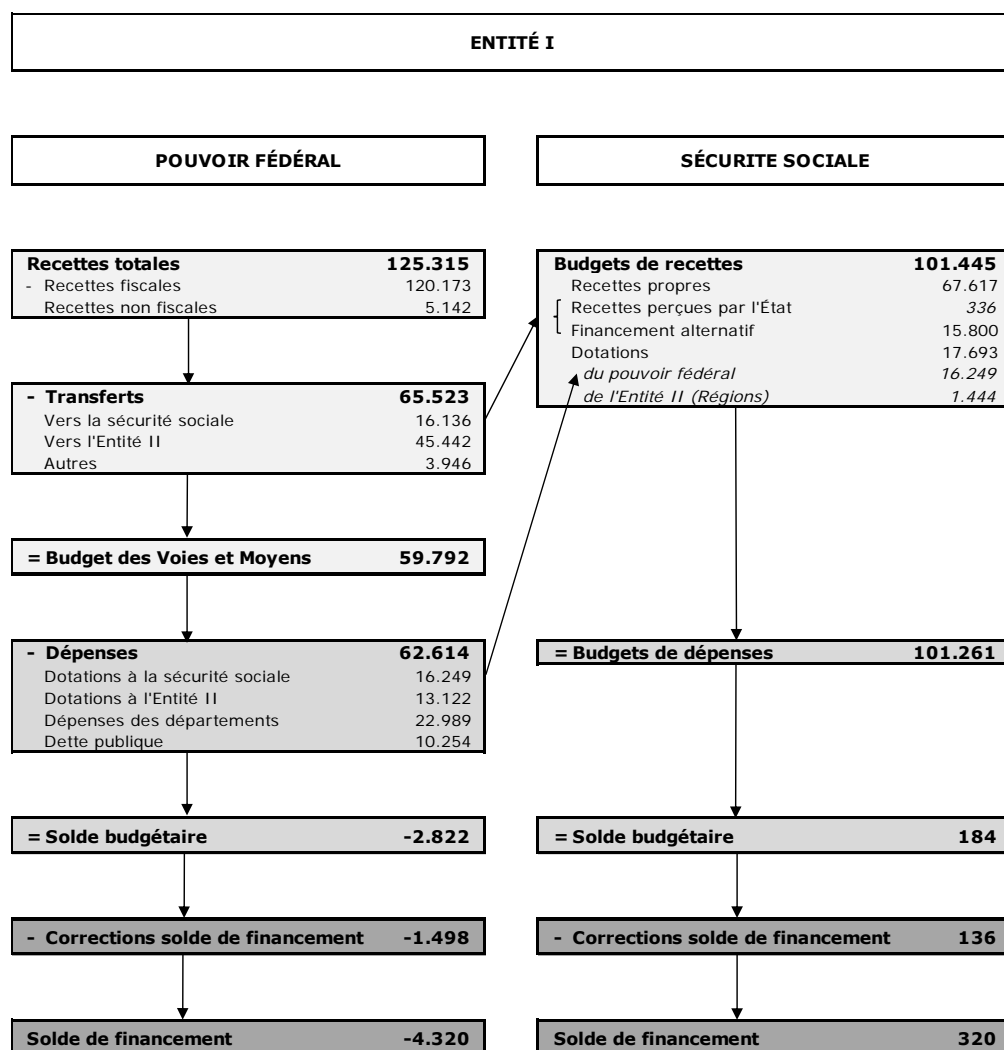 ENTITÉ I
POUVOIR FÉDÉRAL
Recettes totales 125.315
- Recettes fiscales 120.173
Recettes non fiscales 5.142
- Transferts 65.523
Vers la sécurité sociale 16.136
Vers l'Entité II 45.442
Autres 3.946
= Budget des Voies et Moyens 59.792
- Dépenses 62.614
Dotations à la sécurité sociale 16.249
Dotations à l'Entité II 13.122
Dépenses des départements 22.989
Dette publique 10.254
= Solde budgétaire -2.822
- Corrections solde de financement -1.498
Solde de financement -4.320
SÉCURITE SOCIALE
Budgets de recettes 101.445
Recettes propres 67.617
Recettes perçues par l'État 336
Financement alternatif 15.800
Dotations 17.693
du pouvoir fédéral 16.249
de l'Entité II (Régions) 1.444
= Budgets de dépenses 101.261
= Solde budgétaire 184
- Corrections solde de financement 136
Solde de financement 320